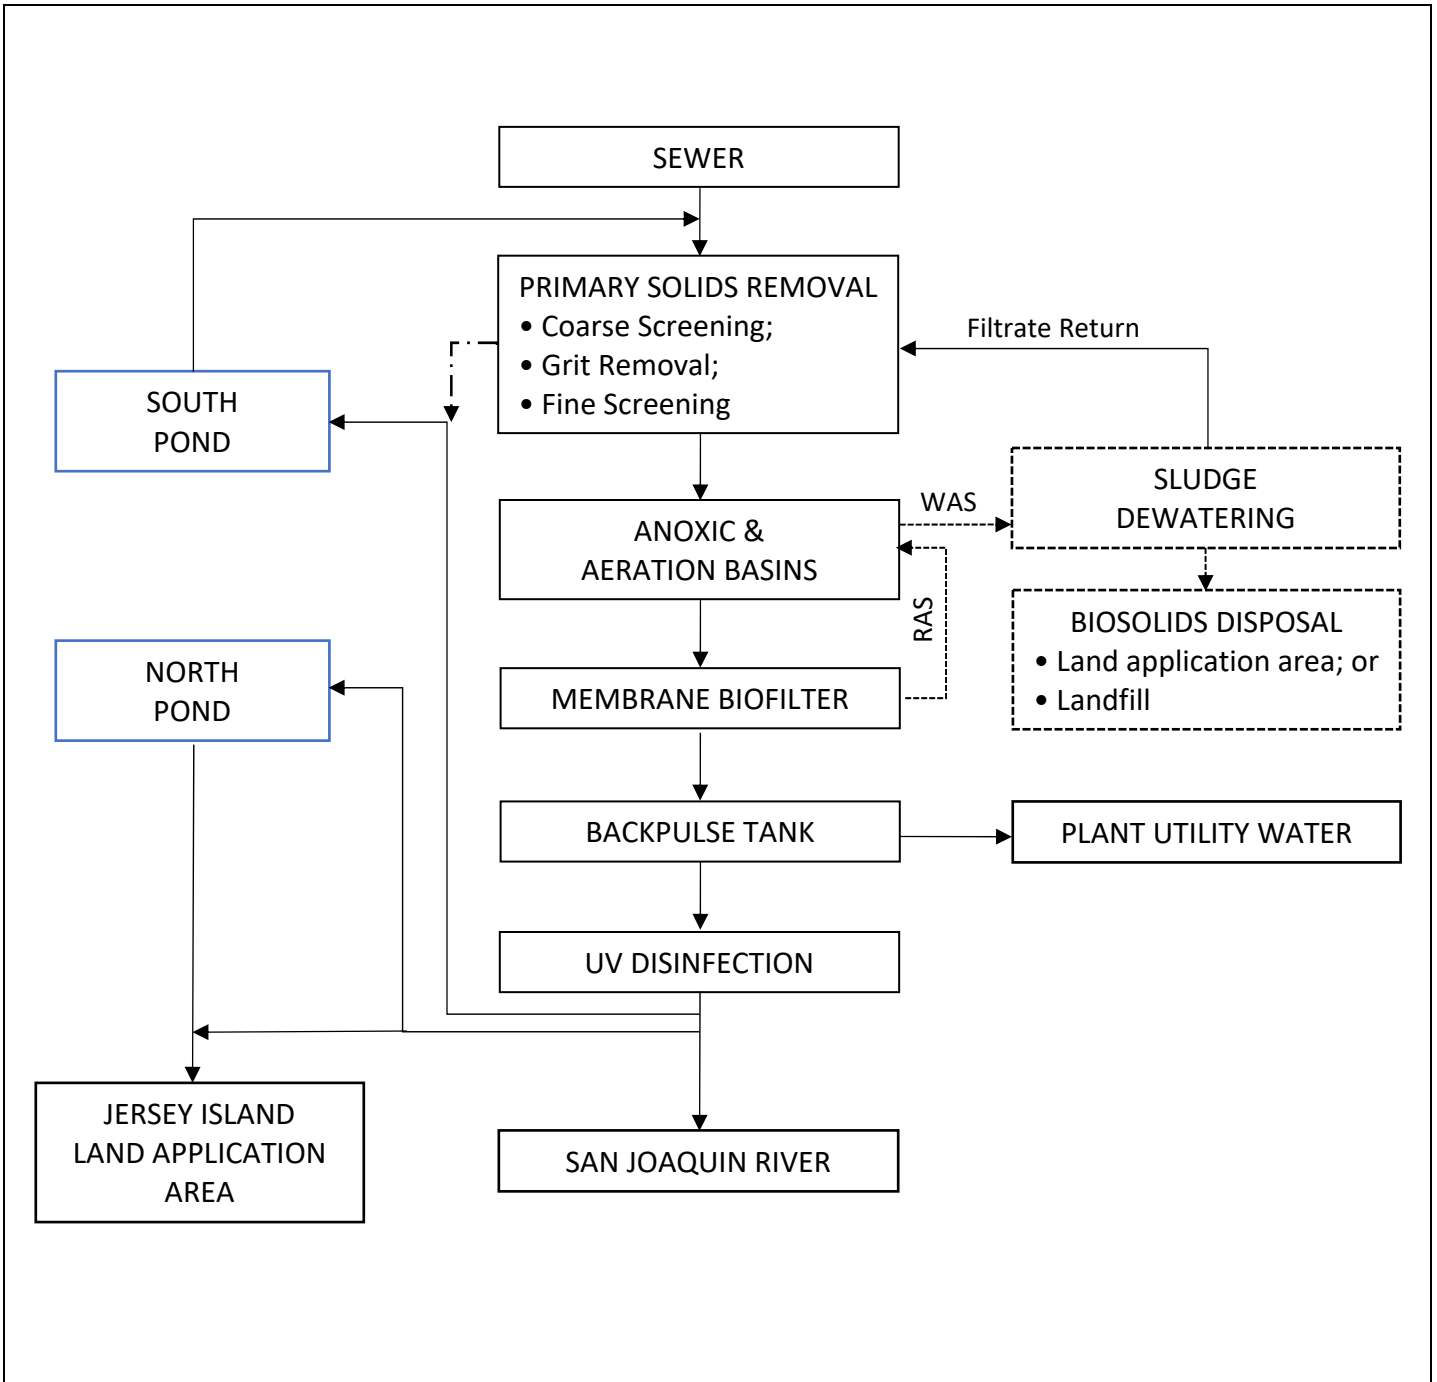 SEWER
PRIMARY SOLIDS REMOVAL
• Coarse Screening;
• Grit Removal;
• Fine Screening
Filtrate Return
SOUTH
POND
SLUDGE
DEWATERING
WAS
ANOXIC &
AERATION BASINS
RAS
BIOSOLIDS DISPOSAL
• Land application area; or
• Landfill
NORTH
POND
MEMBRANE BIOFILTER
BACKPULSE TANK
PLANT UTILITY WATER
UV DISINFECTION
JERSEY ISLAND
LAND APPLICATION
AREA
SAN JOAQUIN RIVER